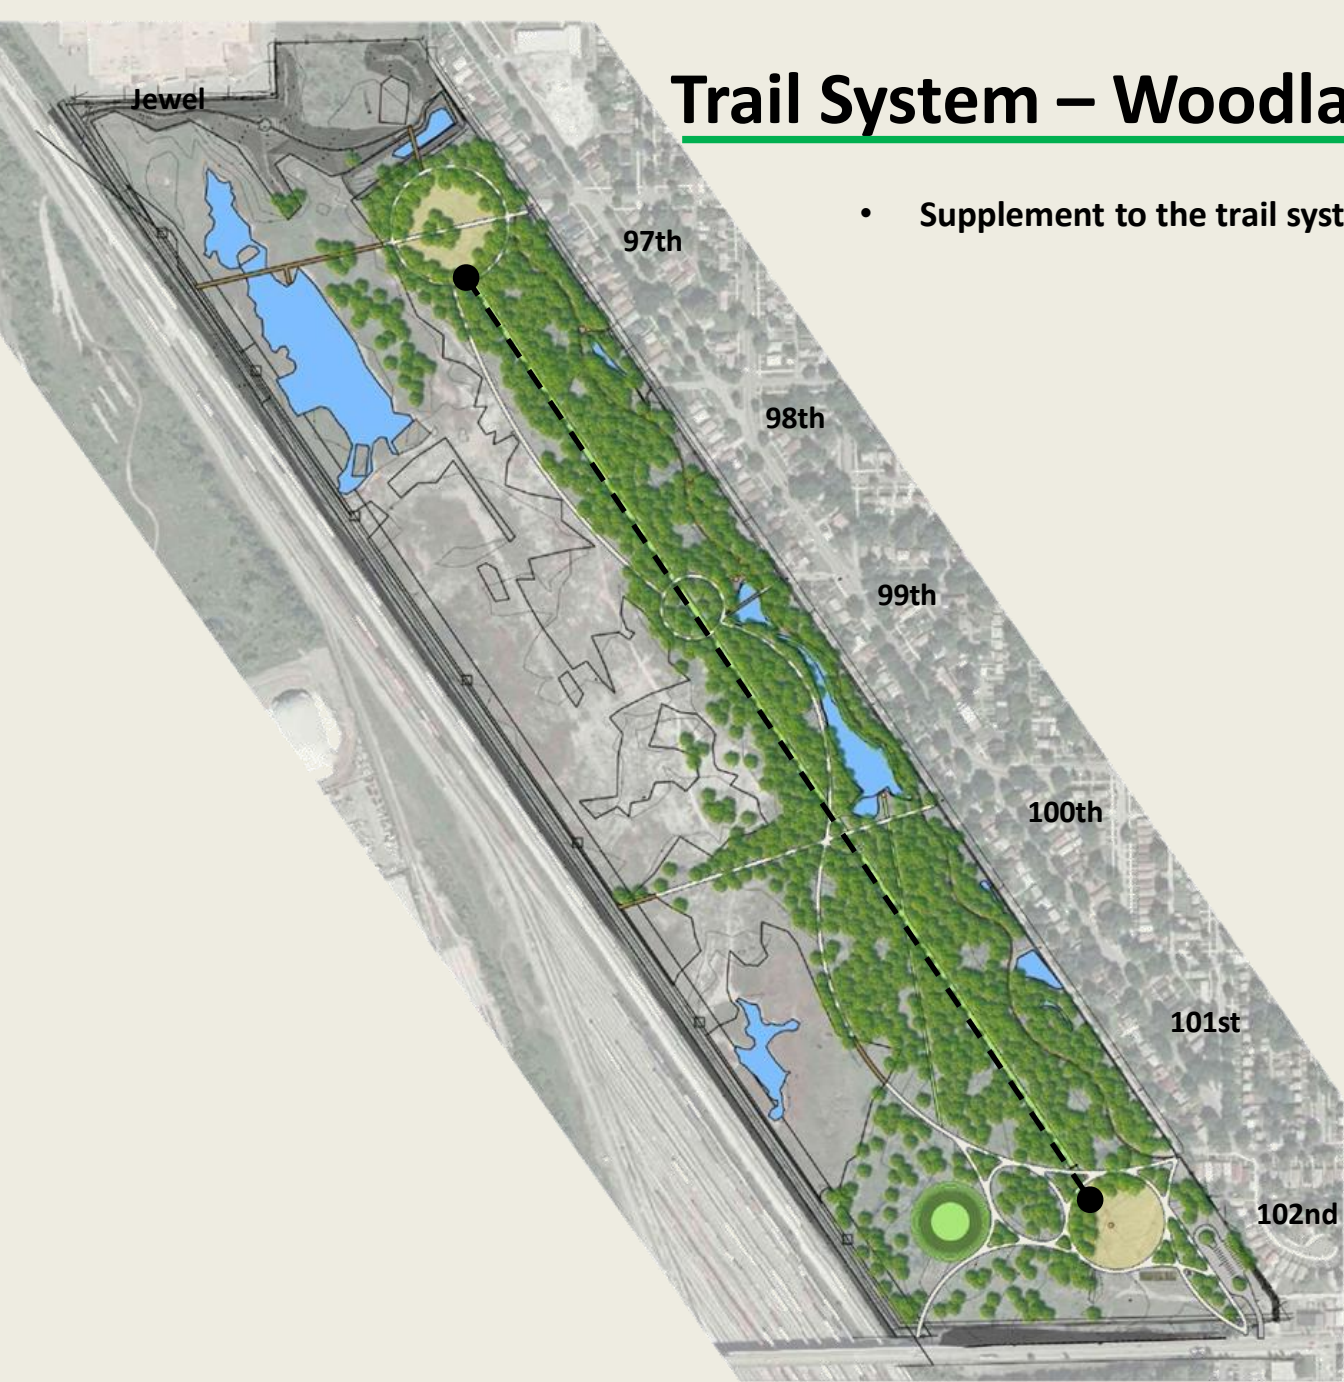 Jewel
Trail System – Woodla
• Supplement to the trail syst
97th
98th
99th
100th
101st
102nd